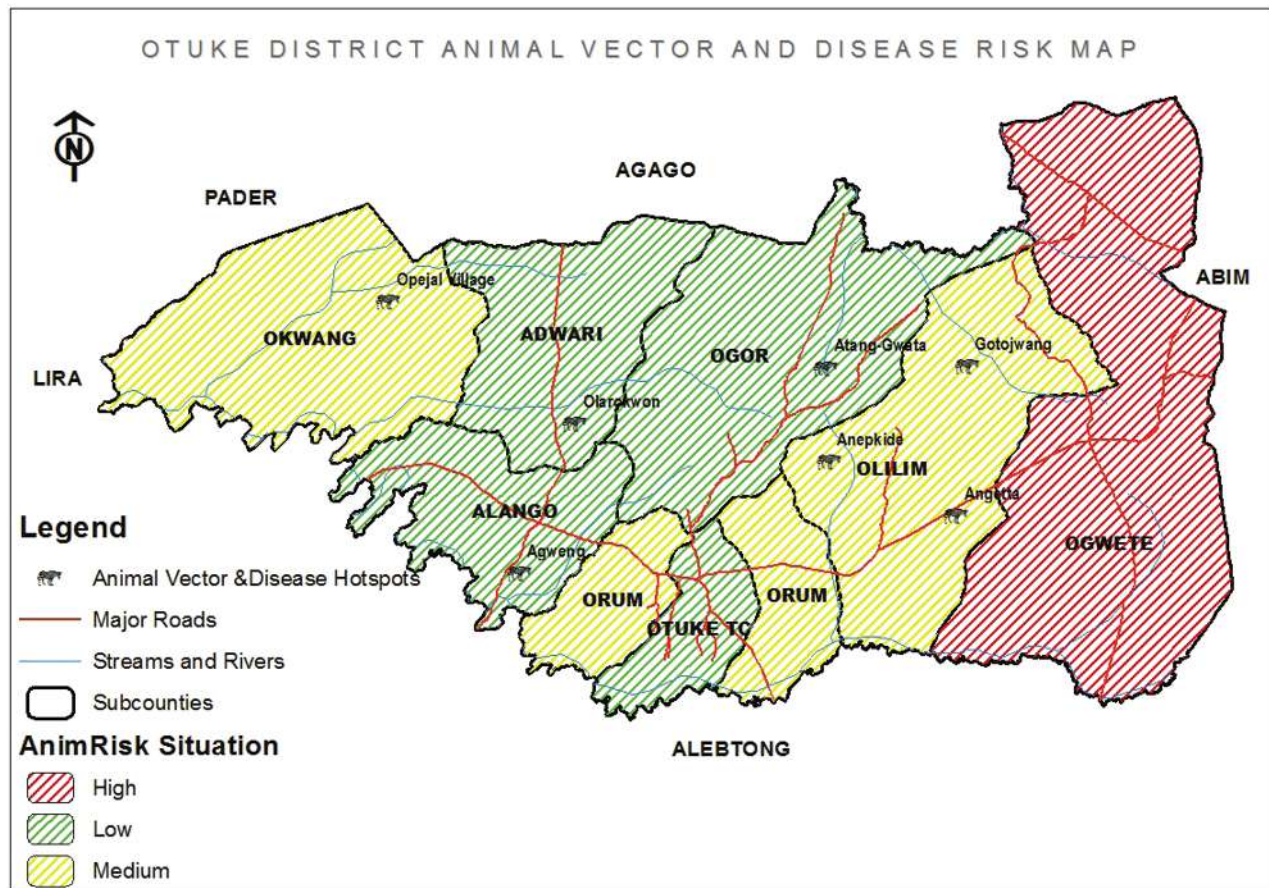 OTUKE DISTRICT ANIMAL VECTOR AND DISEASE RISK MAP
N
AGAGO
PADER
ABIM
Opejal Village
OKWANG
ADWARI
OGOR
Atang-Gwata
Gotojwang
LIRA
Olarokwon
Anepkide
OLILIM
Angetta
ALANGO
Agweng
OGWETE
ORUM
ORUM
OTUKE TC
ALEBTONG
Legend
Animal Vector &Disease Hotspots
Major Roads
Streams and Rivers
Subcounties
AnimRisk Situation
High
Low
Medium